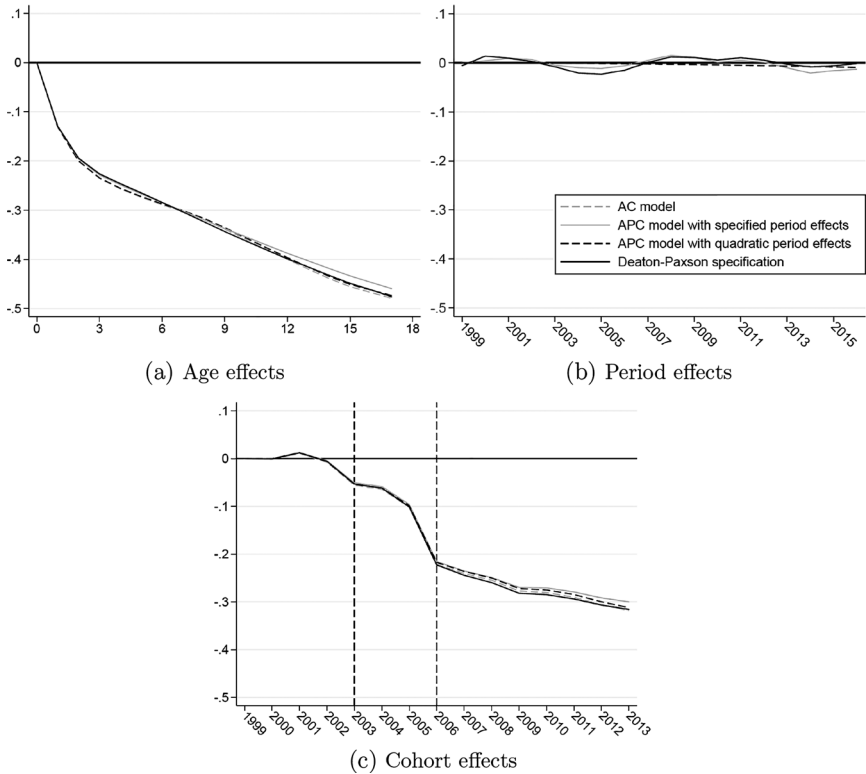 .1
0
-.1
-.2
-.3
-.4
-.5
0 3 6 9 12 15 18
(a) Age effects
.1
0
-.1
-.2
-.3
-.4
-.5
AC model
APC model with specified period effects
APC model with quadratic period effects
Deaton-Paxson specification
1999 2001 2003 2005 2007 2009 2011 2013 2015
(b) Period effects
.1
0
-.1
-.2
-.3
-.4
-.5
1999 2000 2001 2002 2003 2004 2005 2006 2007 2008 2009 2010 2011 2012 2013
(c) Cohort effects